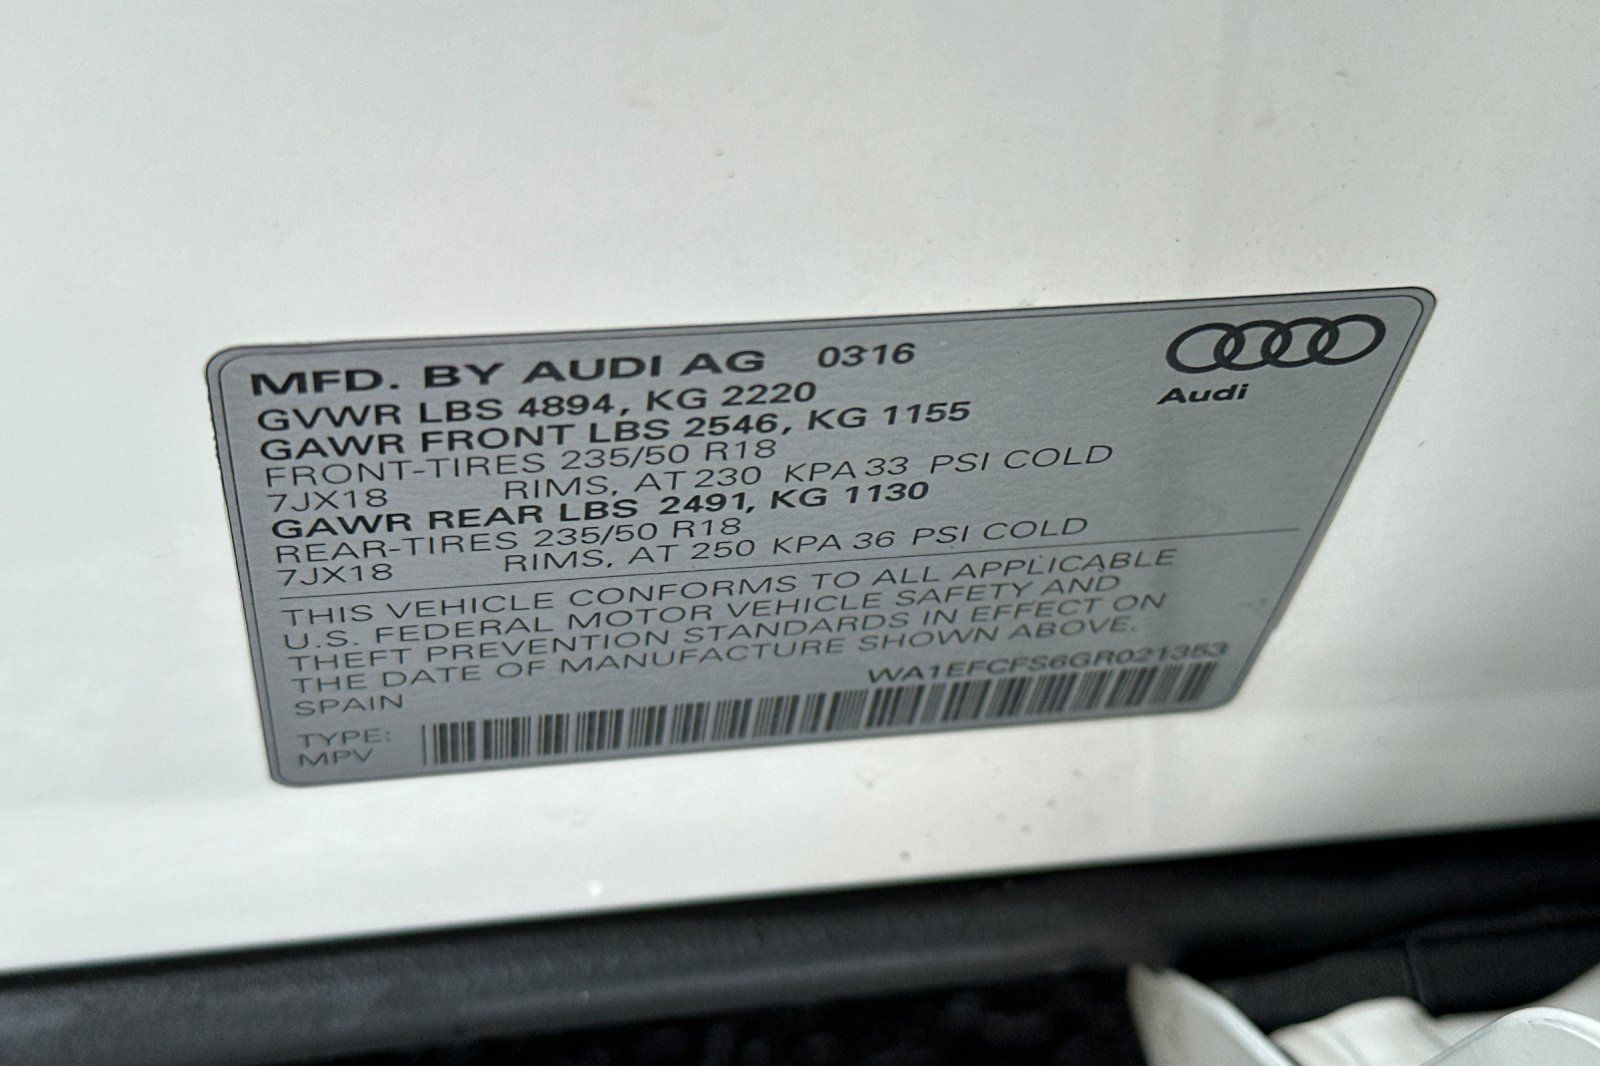 MFD. BY AUDI AG 0316
Audi
GVWR LBS 4894, KG 2220
GAWR FRONT LBS 2546, KG 1155
FRONT-TIRES 235/50 R18
7JX18 RIMS, AT 230 KPA 33 PSI COLD
GAWR REAR LBS 2491, KG 1130
REAR-TIRES 235/50 R18
7JX18 RIMS, AT 250 KPA 36 PSI COLD
THIS VEHICLE CONFORMS TO ALL APPLICABLE
U.S. FEDERAL MOTOR VEHICLE SAFETY AND
THEFT PREVENTION STANDARDS IN EFFECT ON
THE DATE OF MANUFACTURE SHOWN ABOVE.
SPAIN WA1EFCFS6GR021353
TYPE:
MPV